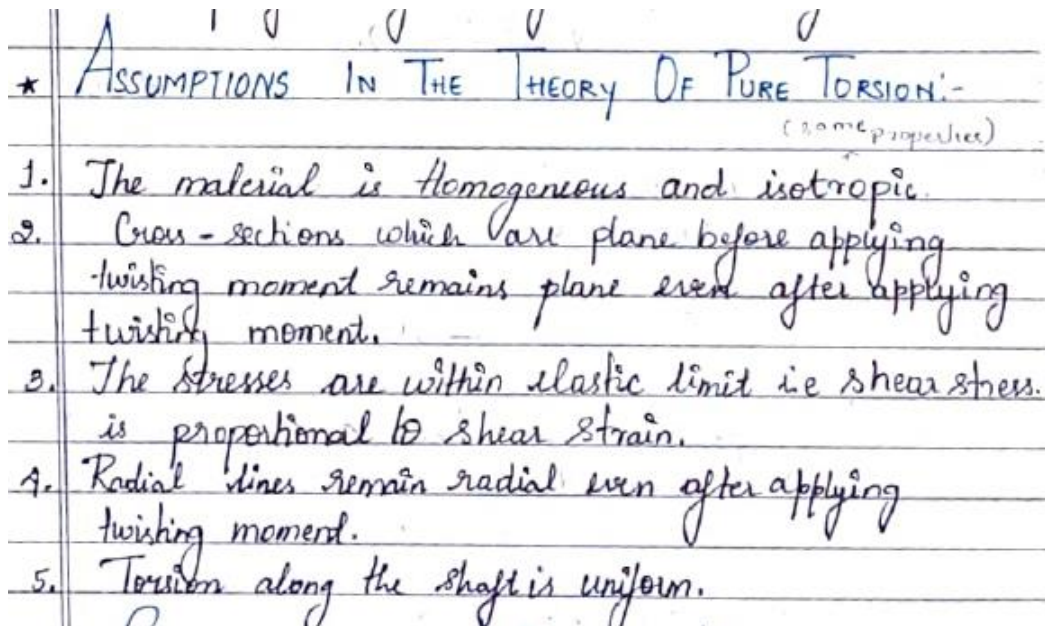 * ASSUMPTIONS IN THE THEORY OF PURE TORSION:-
(same properties)
1. The material is Homogeneous and isotropic.
2. Cross-sections which are plane before applying
twisting moment remains plane even after applying
twisting moment.
3. The stresses are within elastic limit i.e shear stress.
is proportional to shear strain.
4. Radial lines remain radial even after applying
twisting moment.
5. Torsion along the shaft is uniform.